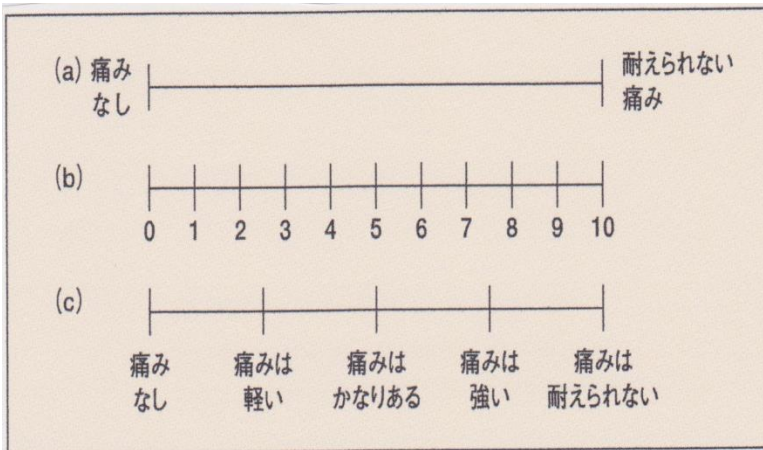 (a) 痛み
なし
耐えられない
痛み
(b)
0 1 2 3 4 5 6 7 8 9 10
(c)
痛み
なし
痛みは
軽い
痛みは
かなりある
痛みは
強い
痛みは
耐えられない